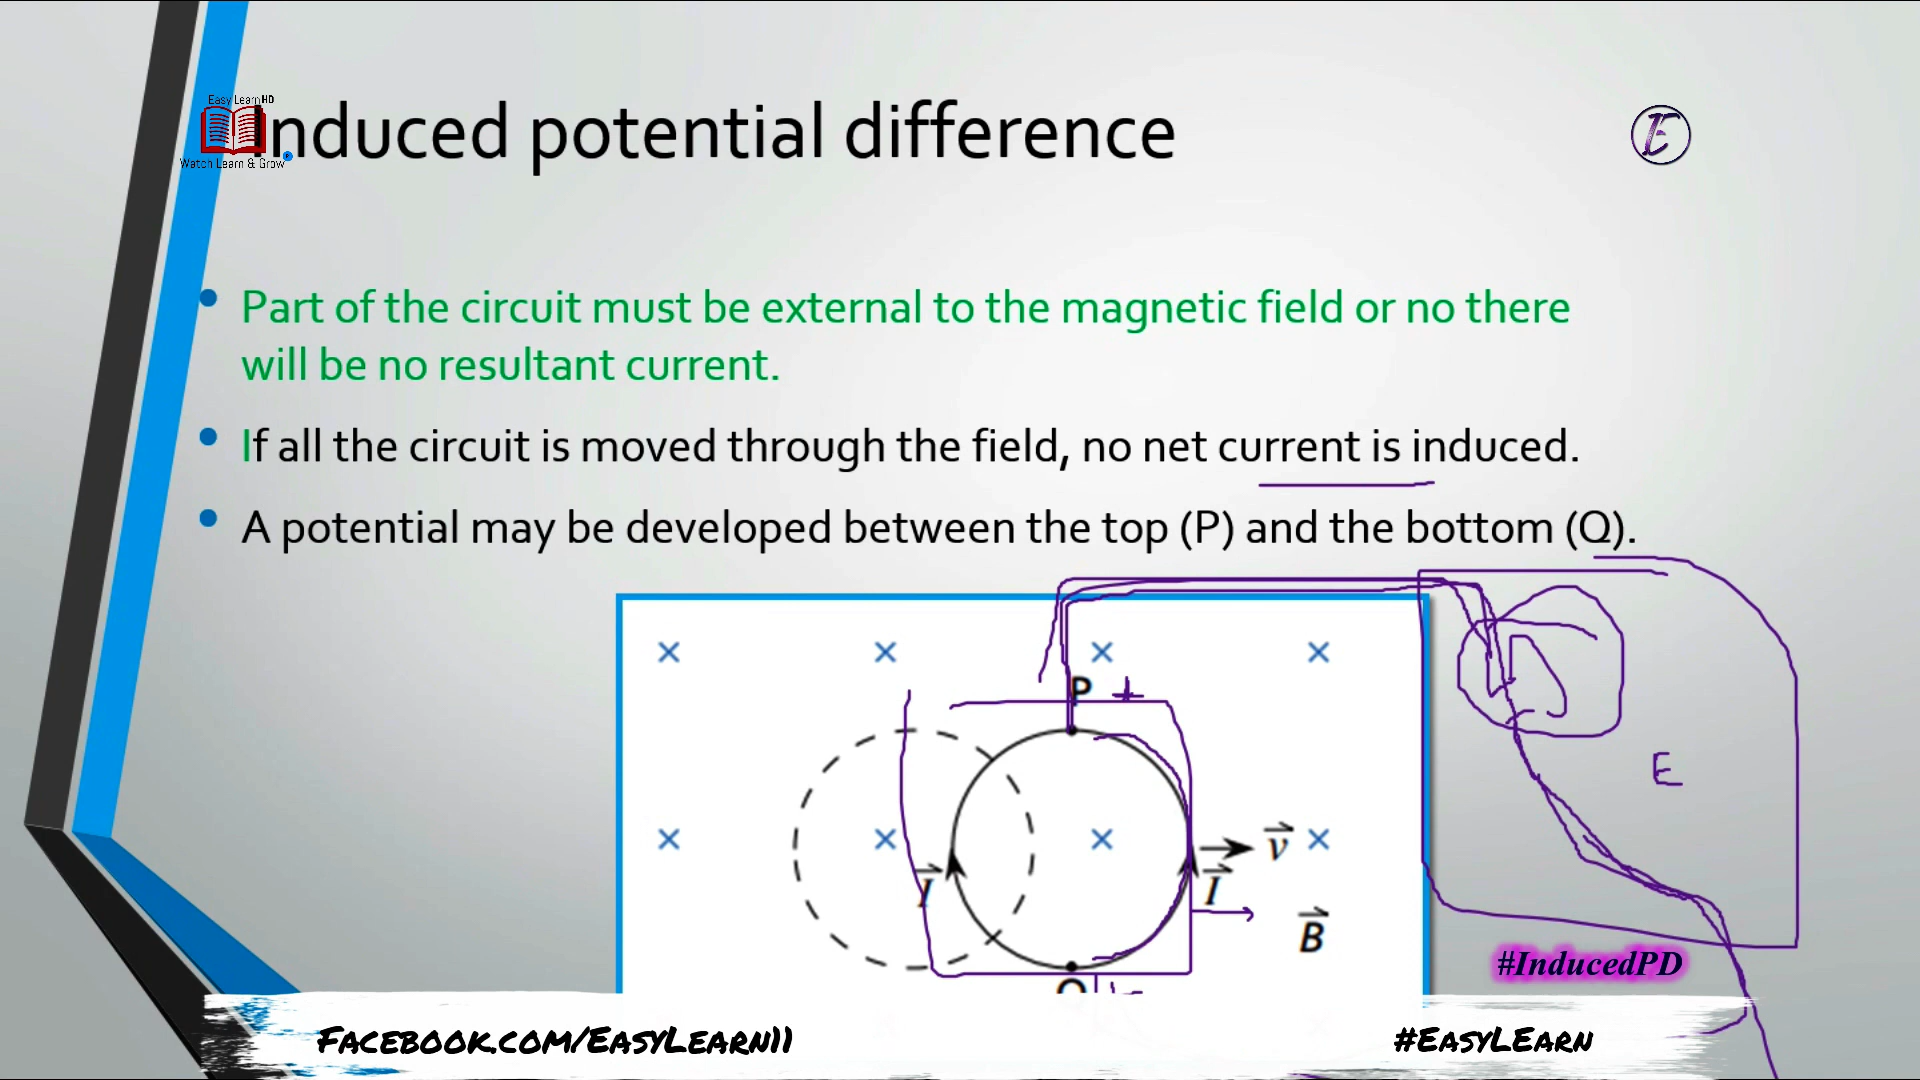 Easy Learn HD
Watch Learn & Grow
Induced potential difference
E
Part of the circuit must be external to the magnetic field or no there
will be no resultant current.
If all the circuit is moved through the field, no net current is induced.
A potential may be developed between the top (P) and the bottom (Q).
P +
E
v
I I
B
Q
#InducedPD
Facebook.com/EasyLearn11
#EasyLEarn